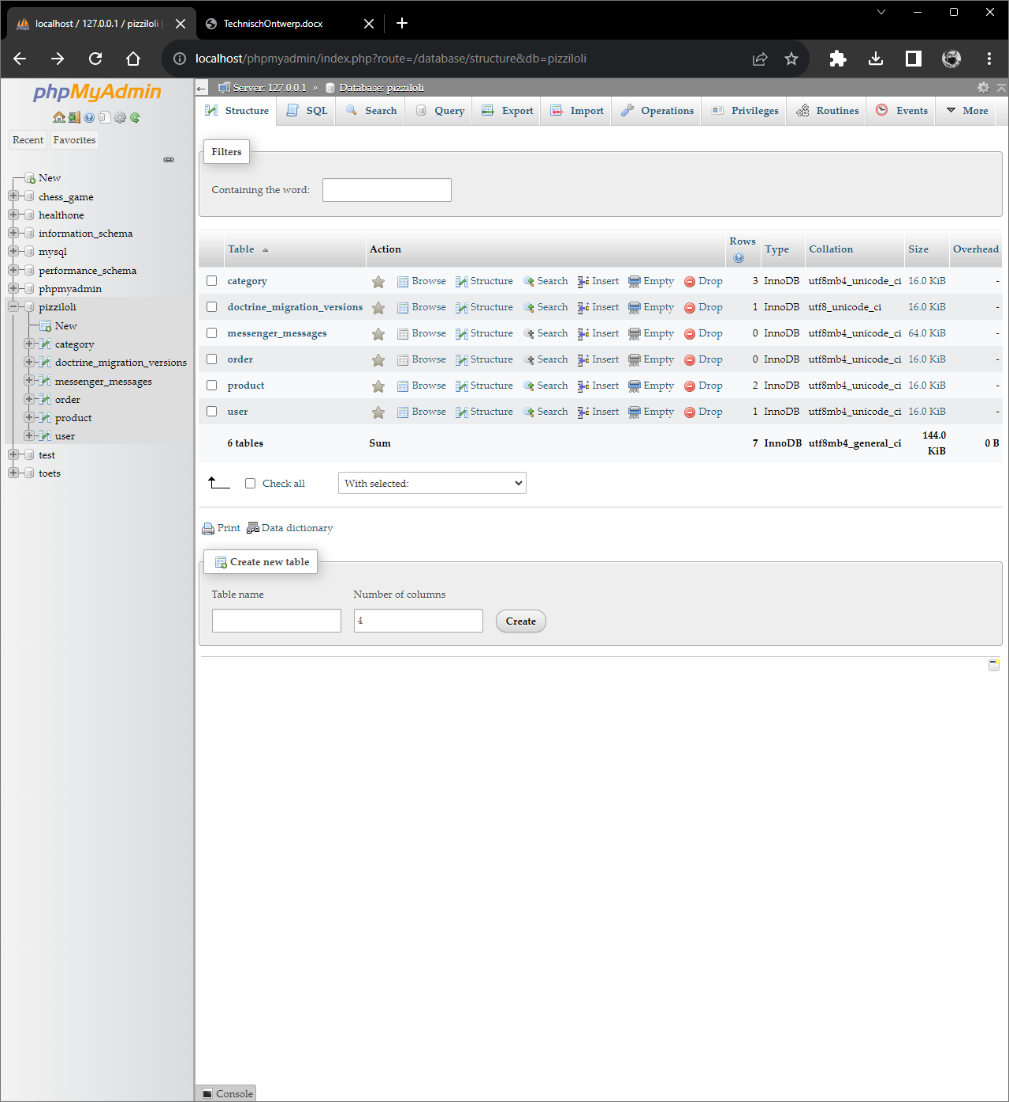 localhost / 127.0.0.1 / pizziloli |
TechnischOntwerp.docx
localhost/phpmyadmin/index.php?route=/database/structure&db=pizziloli
phpMyAdmin
Recent Favorites
New
chess_game
healthone
information_schema
mysql
performance_schema
phpmyadmin
pizziloli
New
category
doctrine_migration_versions
messenger_messages
order
product
user
test
toets
Server: 127.0.0.1 » Database: pizziloli
Structure SQL Search Query Export Import Operations Privileges Routines Events More
Filters
Containing the word:
Table Action Rows Type Collation Size Overhead
category Browse Structure Search Insert Empty Drop 3 InnoDB utf8mb4_unicode_ci 16.0 KiB -
doctrine_migration_versions Browse Structure Search Insert Empty Drop 1 InnoDB utf8_unicode_ci 16.0 KiB -
messenger_messages Browse Structure Search Insert Empty Drop 0 InnoDB utf8mb4_unicode_ci 64.0 KiB -
order Browse Structure Search Insert Empty Drop 0 InnoDB utf8mb4_unicode_ci 16.0 KiB -
product Browse Structure Search Insert Empty Drop 2 InnoDB utf8mb4_unicode_ci 16.0 KiB -
user Browse Structure Search Insert Empty Drop 1 InnoDB utf8mb4_unicode_ci 16.0 KiB -
6 tables Sum 7 InnoDB utf8mb4_general_ci 144.0 KiB 0 B
Check all With selected:
Print Data dictionary
Create new table
Table name Number of columns
4 Create
Console